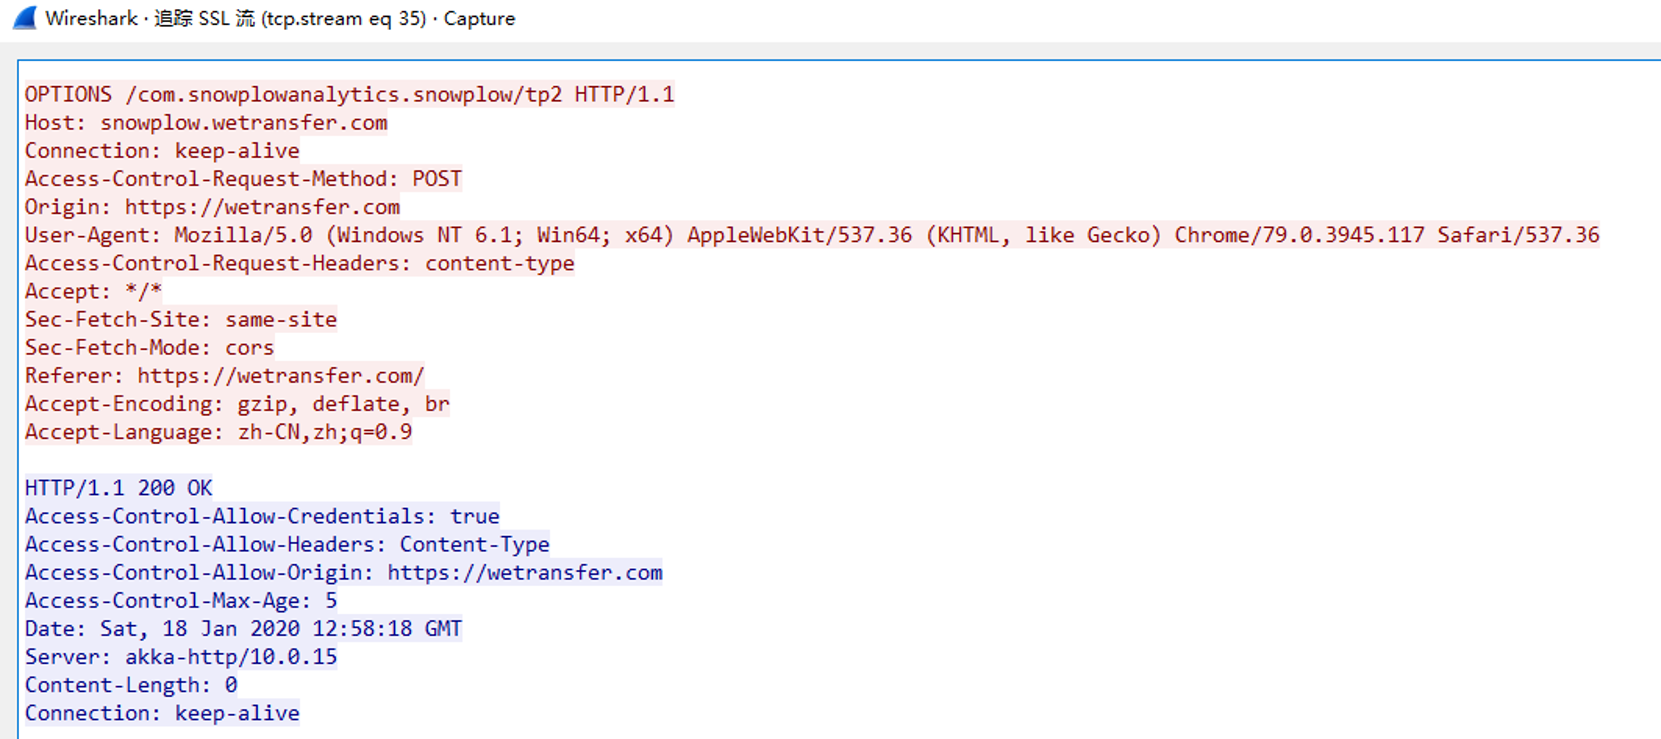 Wireshark · 追踪 SSL 流 (tcp.stream eq 35) · Capture
OPTIONS /com.snowplowanalytics.snowplow/tp2 HTTP/1.1
Host: snowplow.wetransfer.com
Connection: keep-alive
Access-Control-Request-Method: POST
Origin: https://wetransfer.com
User-Agent: Mozilla/5.0 (Windows NT 6.1; Win64; x64) AppleWebKit/537.36 (KHTML, like Gecko) Chrome/79.0.3945.117 Safari/537.36
Access-Control-Request-Headers: content-type
Accept: */*
Sec-Fetch-Site: same-site
Sec-Fetch-Mode: cors
Referer: https://wetransfer.com/
Accept-Encoding: gzip, deflate, br
Accept-Language: zh-CN,zh;q=0.9
HTTP/1.1 200 OK
Access-Control-Allow-Credentials: true
Access-Control-Allow-Headers: Content-Type
Access-Control-Allow-Origin: https://wetransfer.com
Access-Control-Max-Age: 5
Date: Sat, 18 Jan 2020 12:58:18 GMT
Server: akka-http/10.0.15
Content-Length: 0
Connection: keep-alive